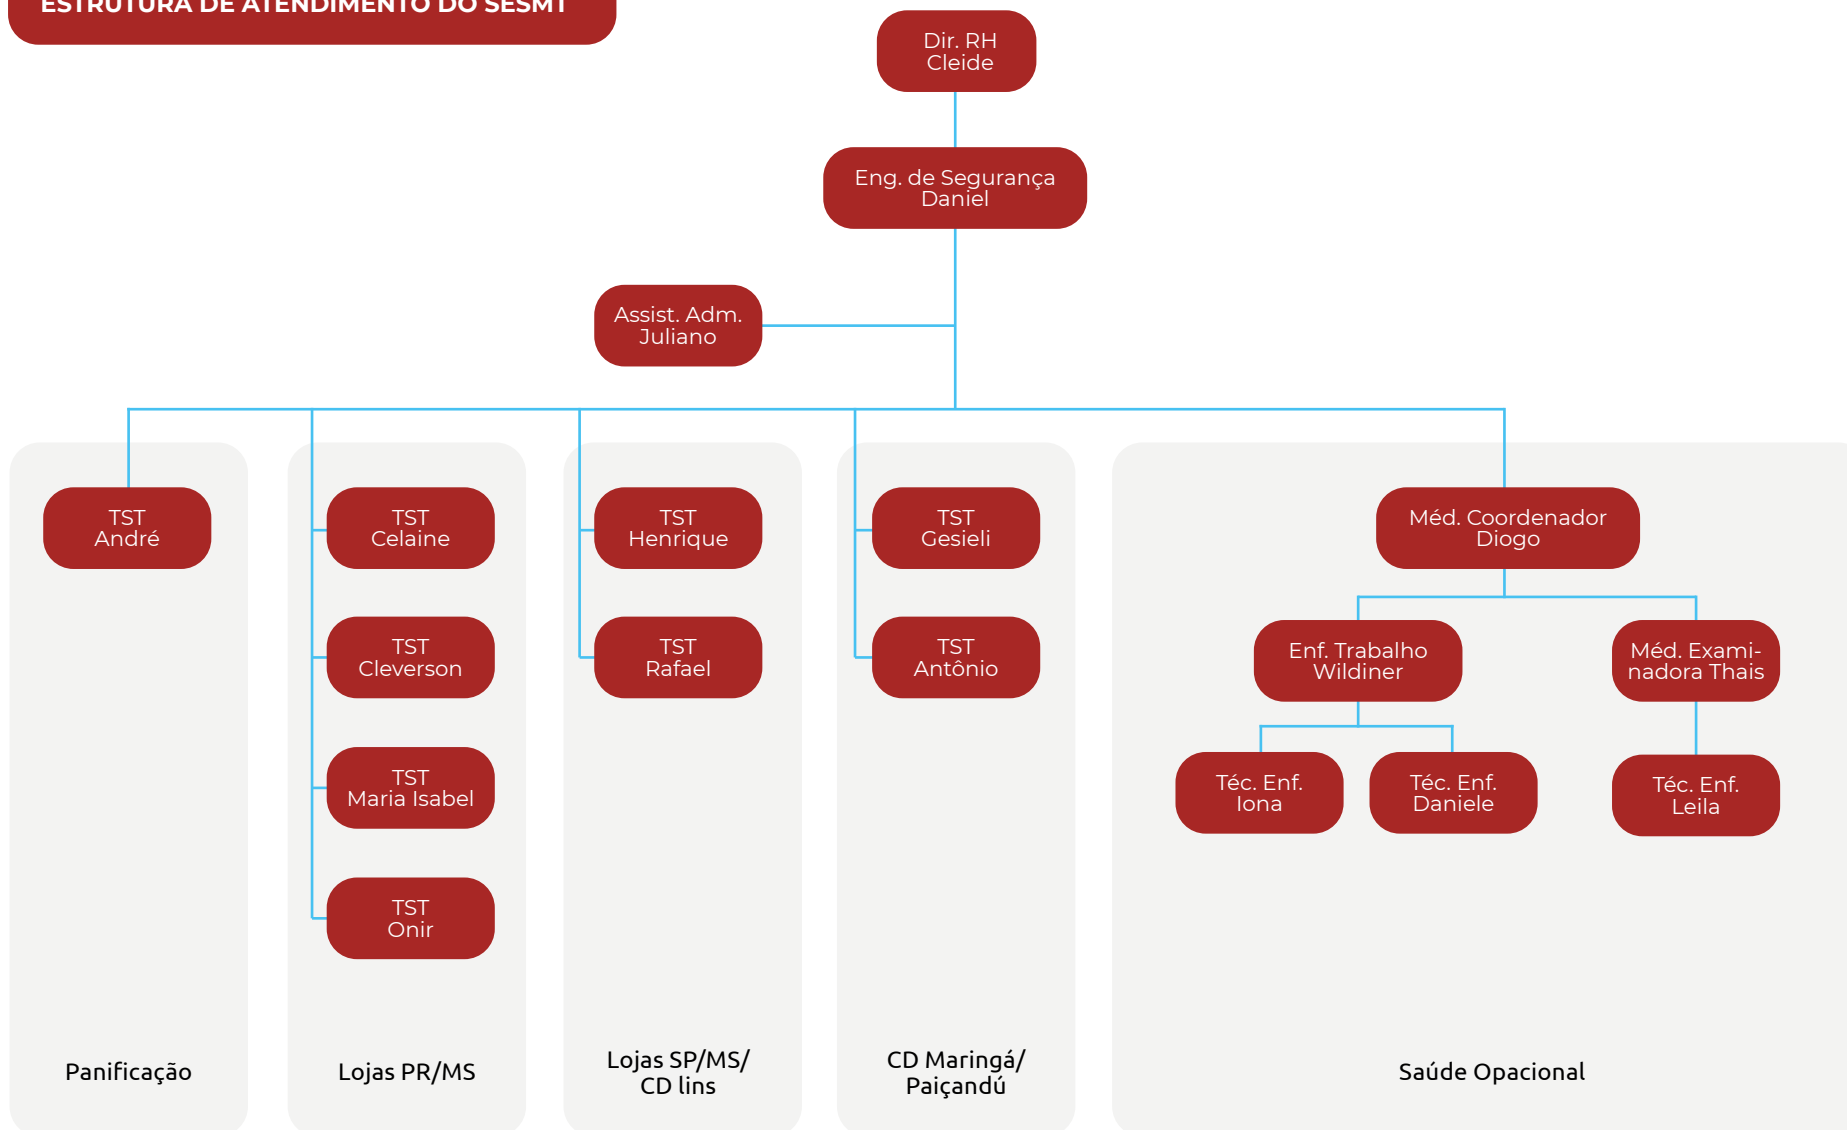 ESTRUTURA DE ATENDIMENTO DO SESMT
Dir. RH
Cleide
Eng. de Segurança
Daniel
Assist. Adm.
Juliano
TST
André
Panificação
TST
Celaine
TST
Cleverson
TST
Maria Isabel
TST
Onir
Lojas PR/MS
TST
Henrique
TST
Rafael
Lojas SP/MS/
CD lins
TST
Gesieli
TST
Antônio
CD Maringá/
Paiçandú
Méd. Coordenador
Diogo
Enf. Trabalho
Wildiner
Méd. Exami-
nadora Thais
Téc. Enf.
Iona
Téc. Enf.
Daniele
Téc. Enf.
Leila
Saúde Opacional